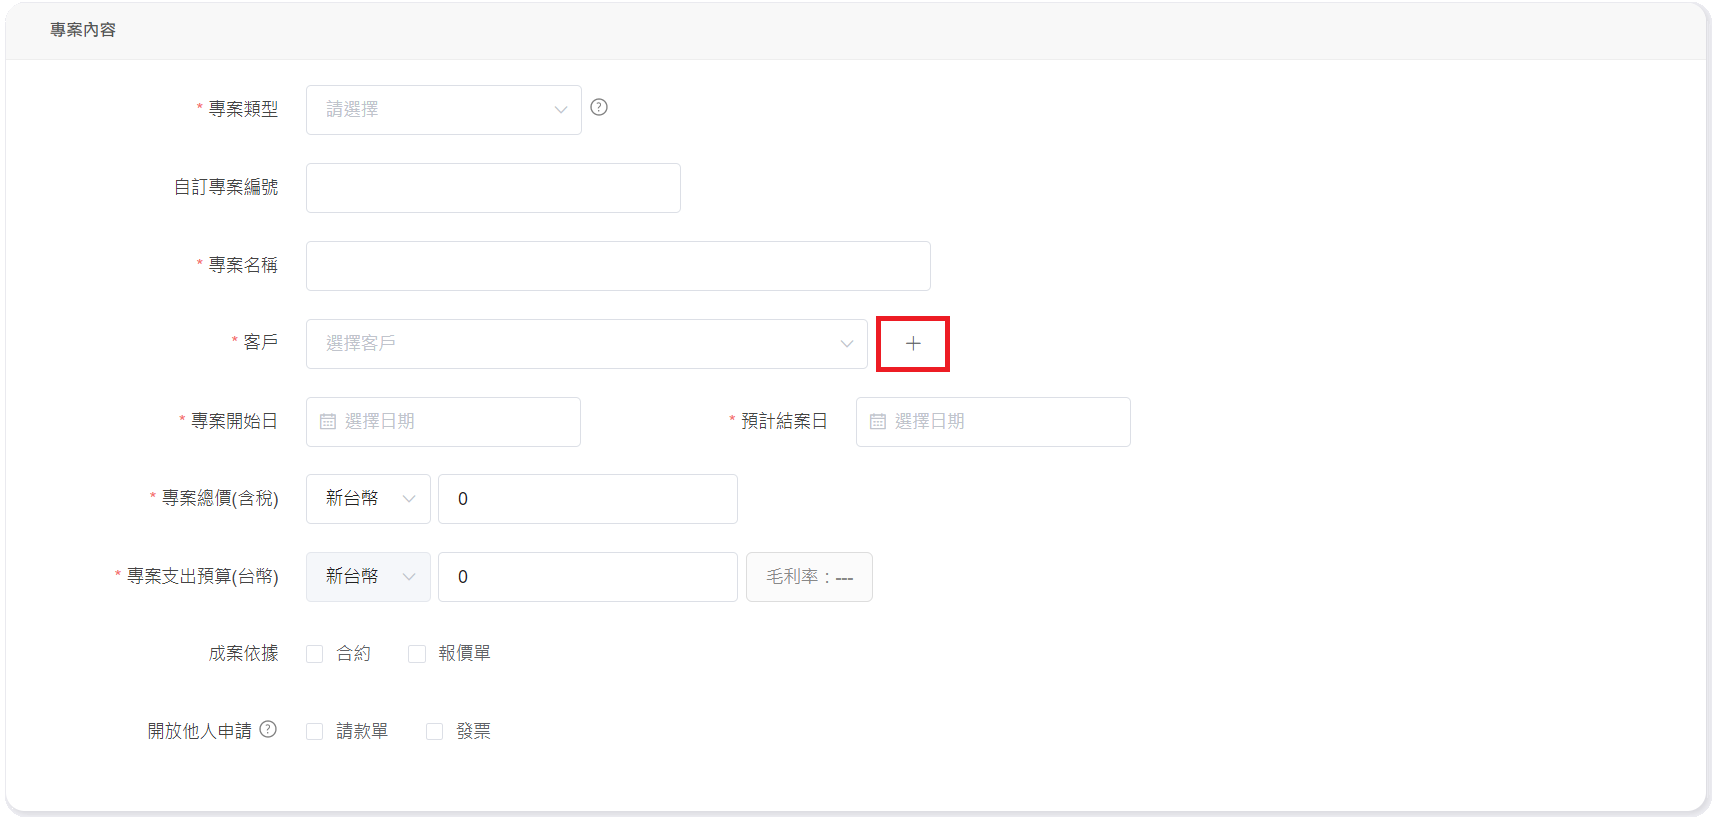 專案內容
* 專案類型 請選擇 ?
自訂專案編號
* 專案名稱
* 客戶 選擇客戶 +
* 專案開始日 選擇日期 * 預計結案日 選擇日期
* 專案總價(含稅) 新台幣 0
* 專案支出預算(台幣) 新台幣 0 毛利率：---
成案依據 合約 報價單
開放他人申請 ? 請款單 發票